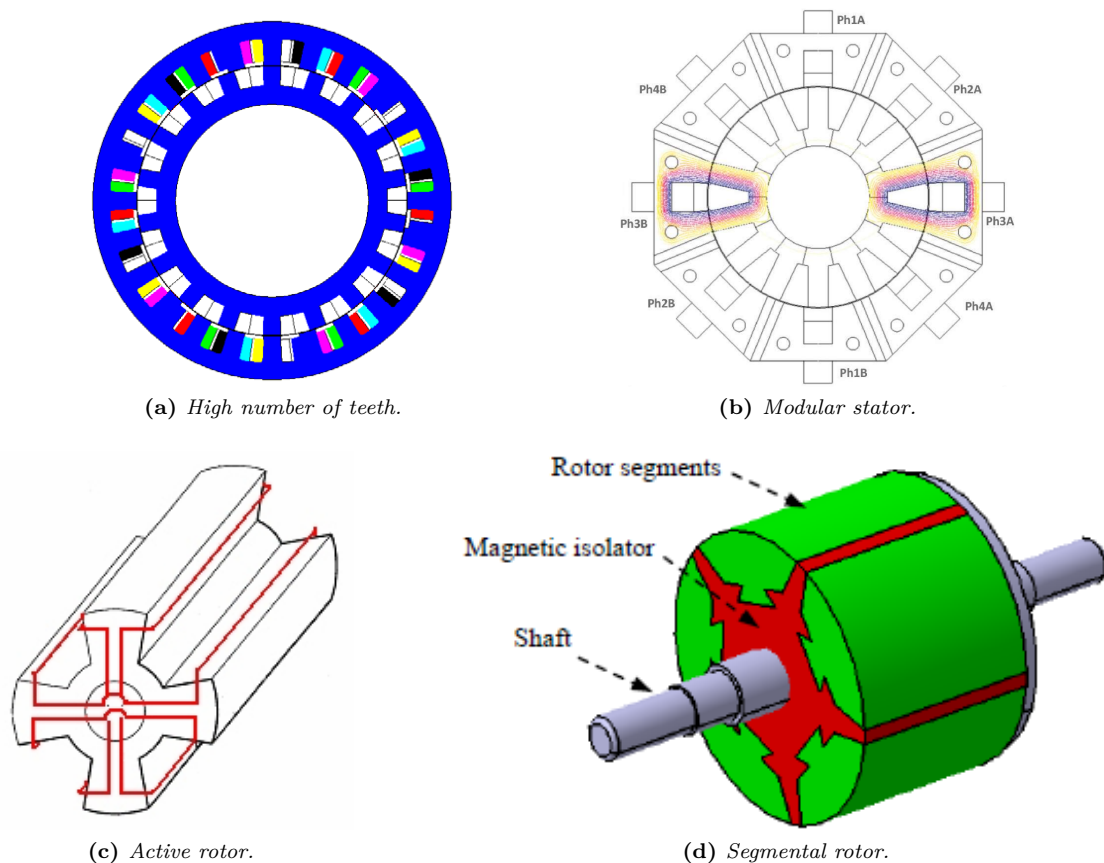 Ph1A
Ph4B
Ph2A
Ph3B
Ph3A
Ph2B
Ph4A
Ph1B
(a) High number of teeth.
(b) Modular stator.
Rotor segments
Magnetic isolator
Shaft
(c) Active rotor.
(d) Segmental rotor.